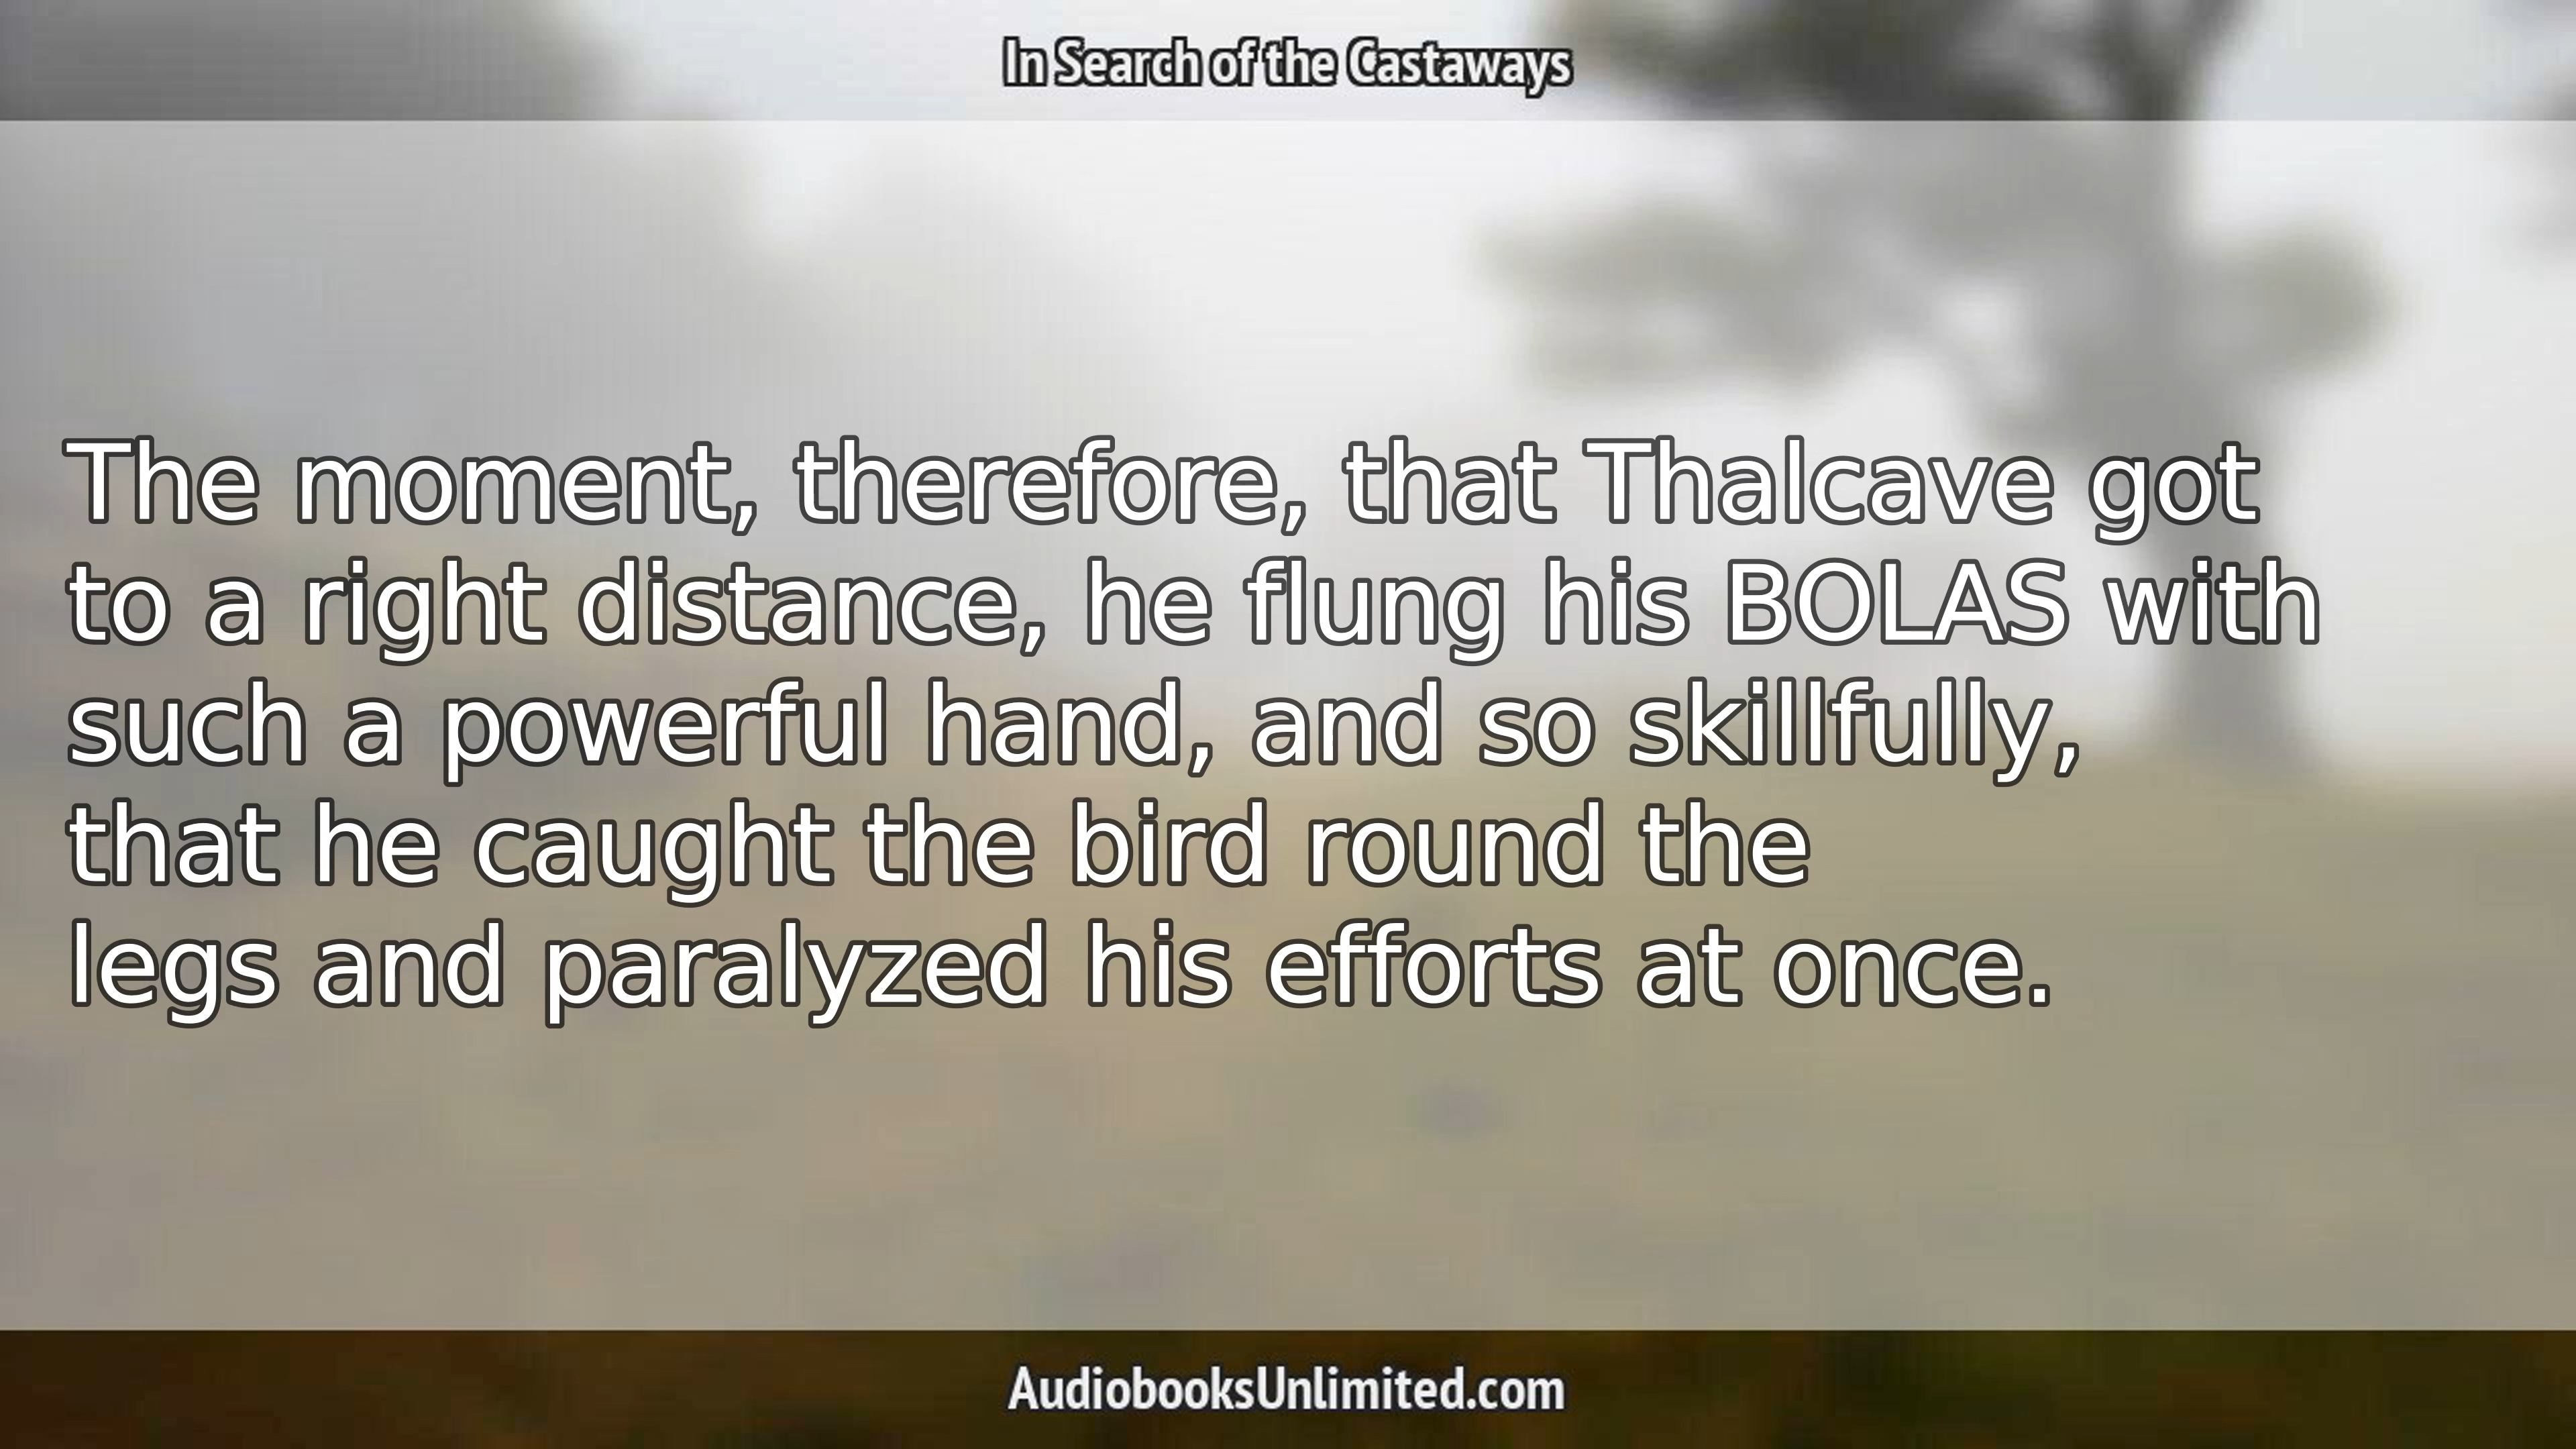 In Search of the Castaways
The moment, therefore, that Thalcave got
to a right distance, he flung his BOLAS with
such a powerful hand, and so skillfully,
that he caught the bird round the
legs and paralyzed his efforts at once.
AudiobooksUnlimited.com